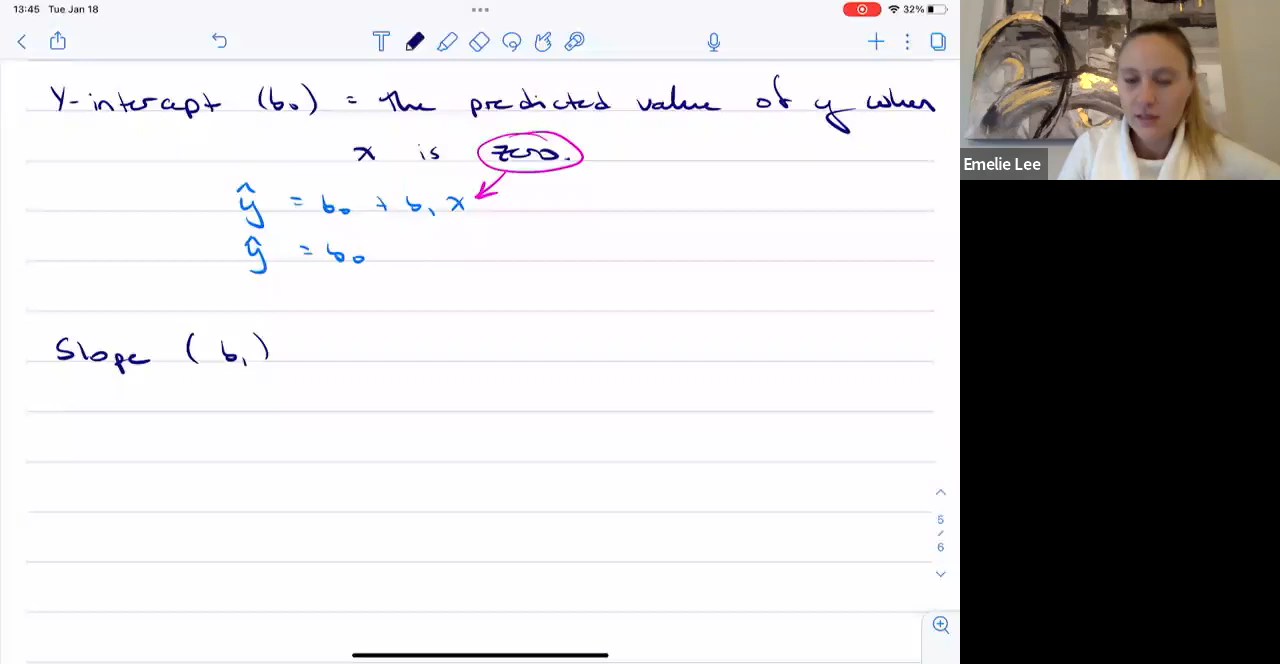 13:45 Tue Jan 18
32%
Y-intercept (b₀) = the predicted value of y when
x is zero.
ŷ = b₀ + b₁ x
ŷ = b₀
Slope ( b₁ )
5
/
6
Emelie Lee